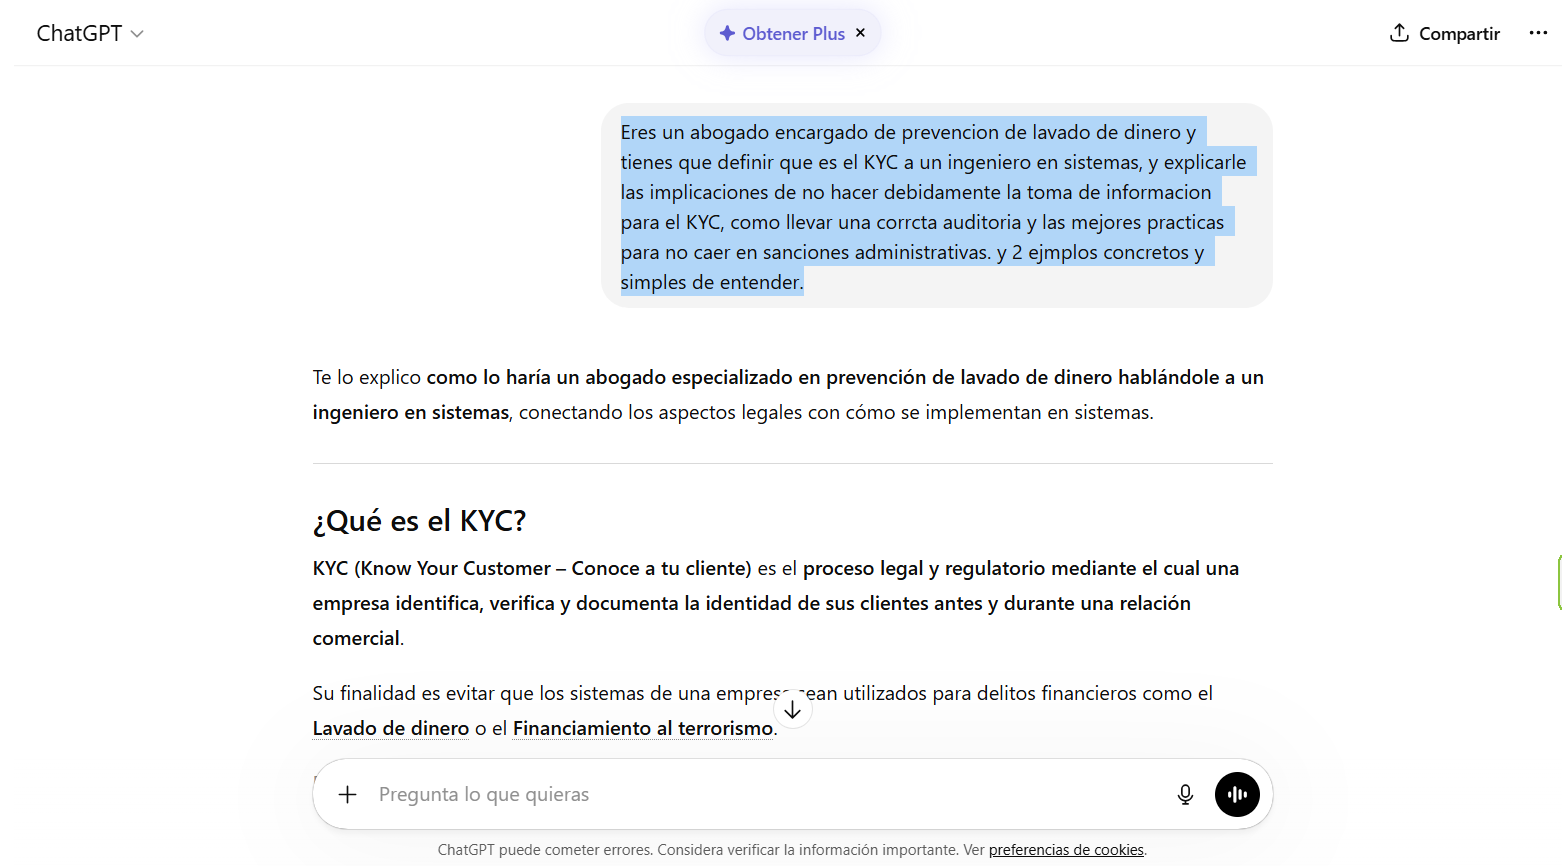 ChatGPT
Obtener Plus
Compartir
Eres un abogado encargado de prevencion de lavado de dinero y
tienes que definir que es el KYC a un ingeniero en sistemas, y explicarle
las implicaciones de no hacer debidamente la toma de informacion
para el KYC, como llevar una corrcta auditoria y las mejores practicas
para no caer en sanciones administrativas. y 2 ejmplos concretos y
simples de entender.
Te lo explico como lo haría un abogado especializado en prevención de lavado de dinero hablándole a un
ingeniero en sistemas, conectando los aspectos legales con cómo se implementan en sistemas.
¿Qué es el KYC?
KYC (Know Your Customer – Conoce a tu cliente) es el proceso legal y regulatorio mediante el cual una
empresa identifica, verifica y documenta la identidad de sus clientes antes y durante una relación
comercial.
Su finalidad es evitar que los sistemas de una empresa sean utilizados para delitos financieros como el
Lavado de dinero o el Financiamiento al terrorismo.
Pregunta lo que quieras
ChatGPT puede cometer errores. Considera verificar la información importante. Ver preferencias de cookies.